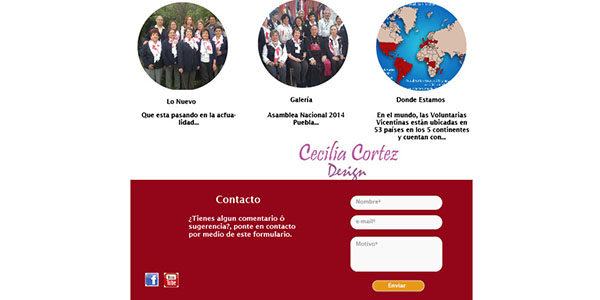 Lo Nuevo
Que esta pasando en la acfua-
lidad...
Galería
Asamblea Nacional 2014
Puebla...
Donde Estamos
En el mundo, las Voluntarias
Vicentinas están ubicadas en
53 países en los 5 continentes
y cuentan con...
Cecilia Cortez
Design
Contacto
¿Tienes algun comentario ó
sugerencia?, ponte en contacto
por medio de este formulario.
Nombre*
e-mail*
Motivo*
Enviar
f
You
Tube